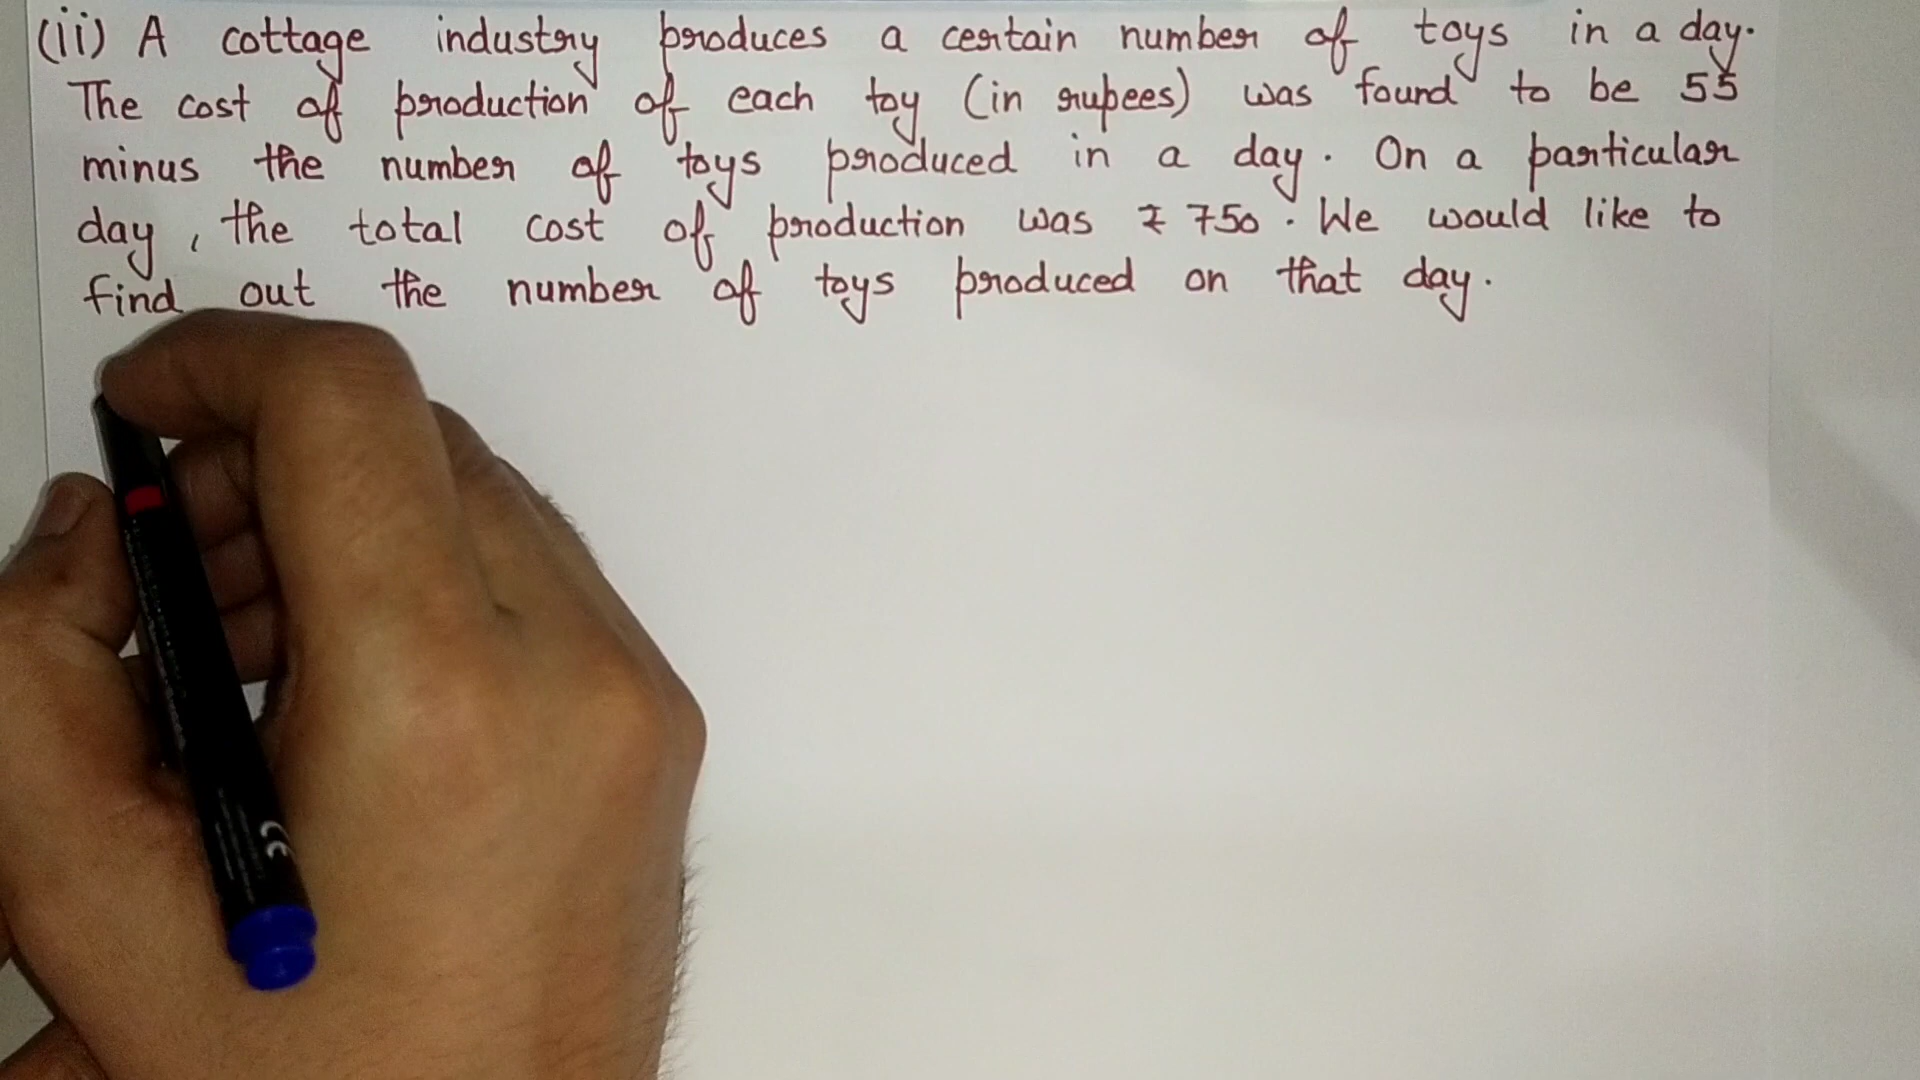 (ii) A cottage industry produces a certain number of toys in a day.
The cost of production of each toy (in rupees) was found to be 55
minus the number of toys produced in a day. On a particular
day, the total cost of production was ₹ 750. We would like to
find out the number of toys produced on that day.
CE